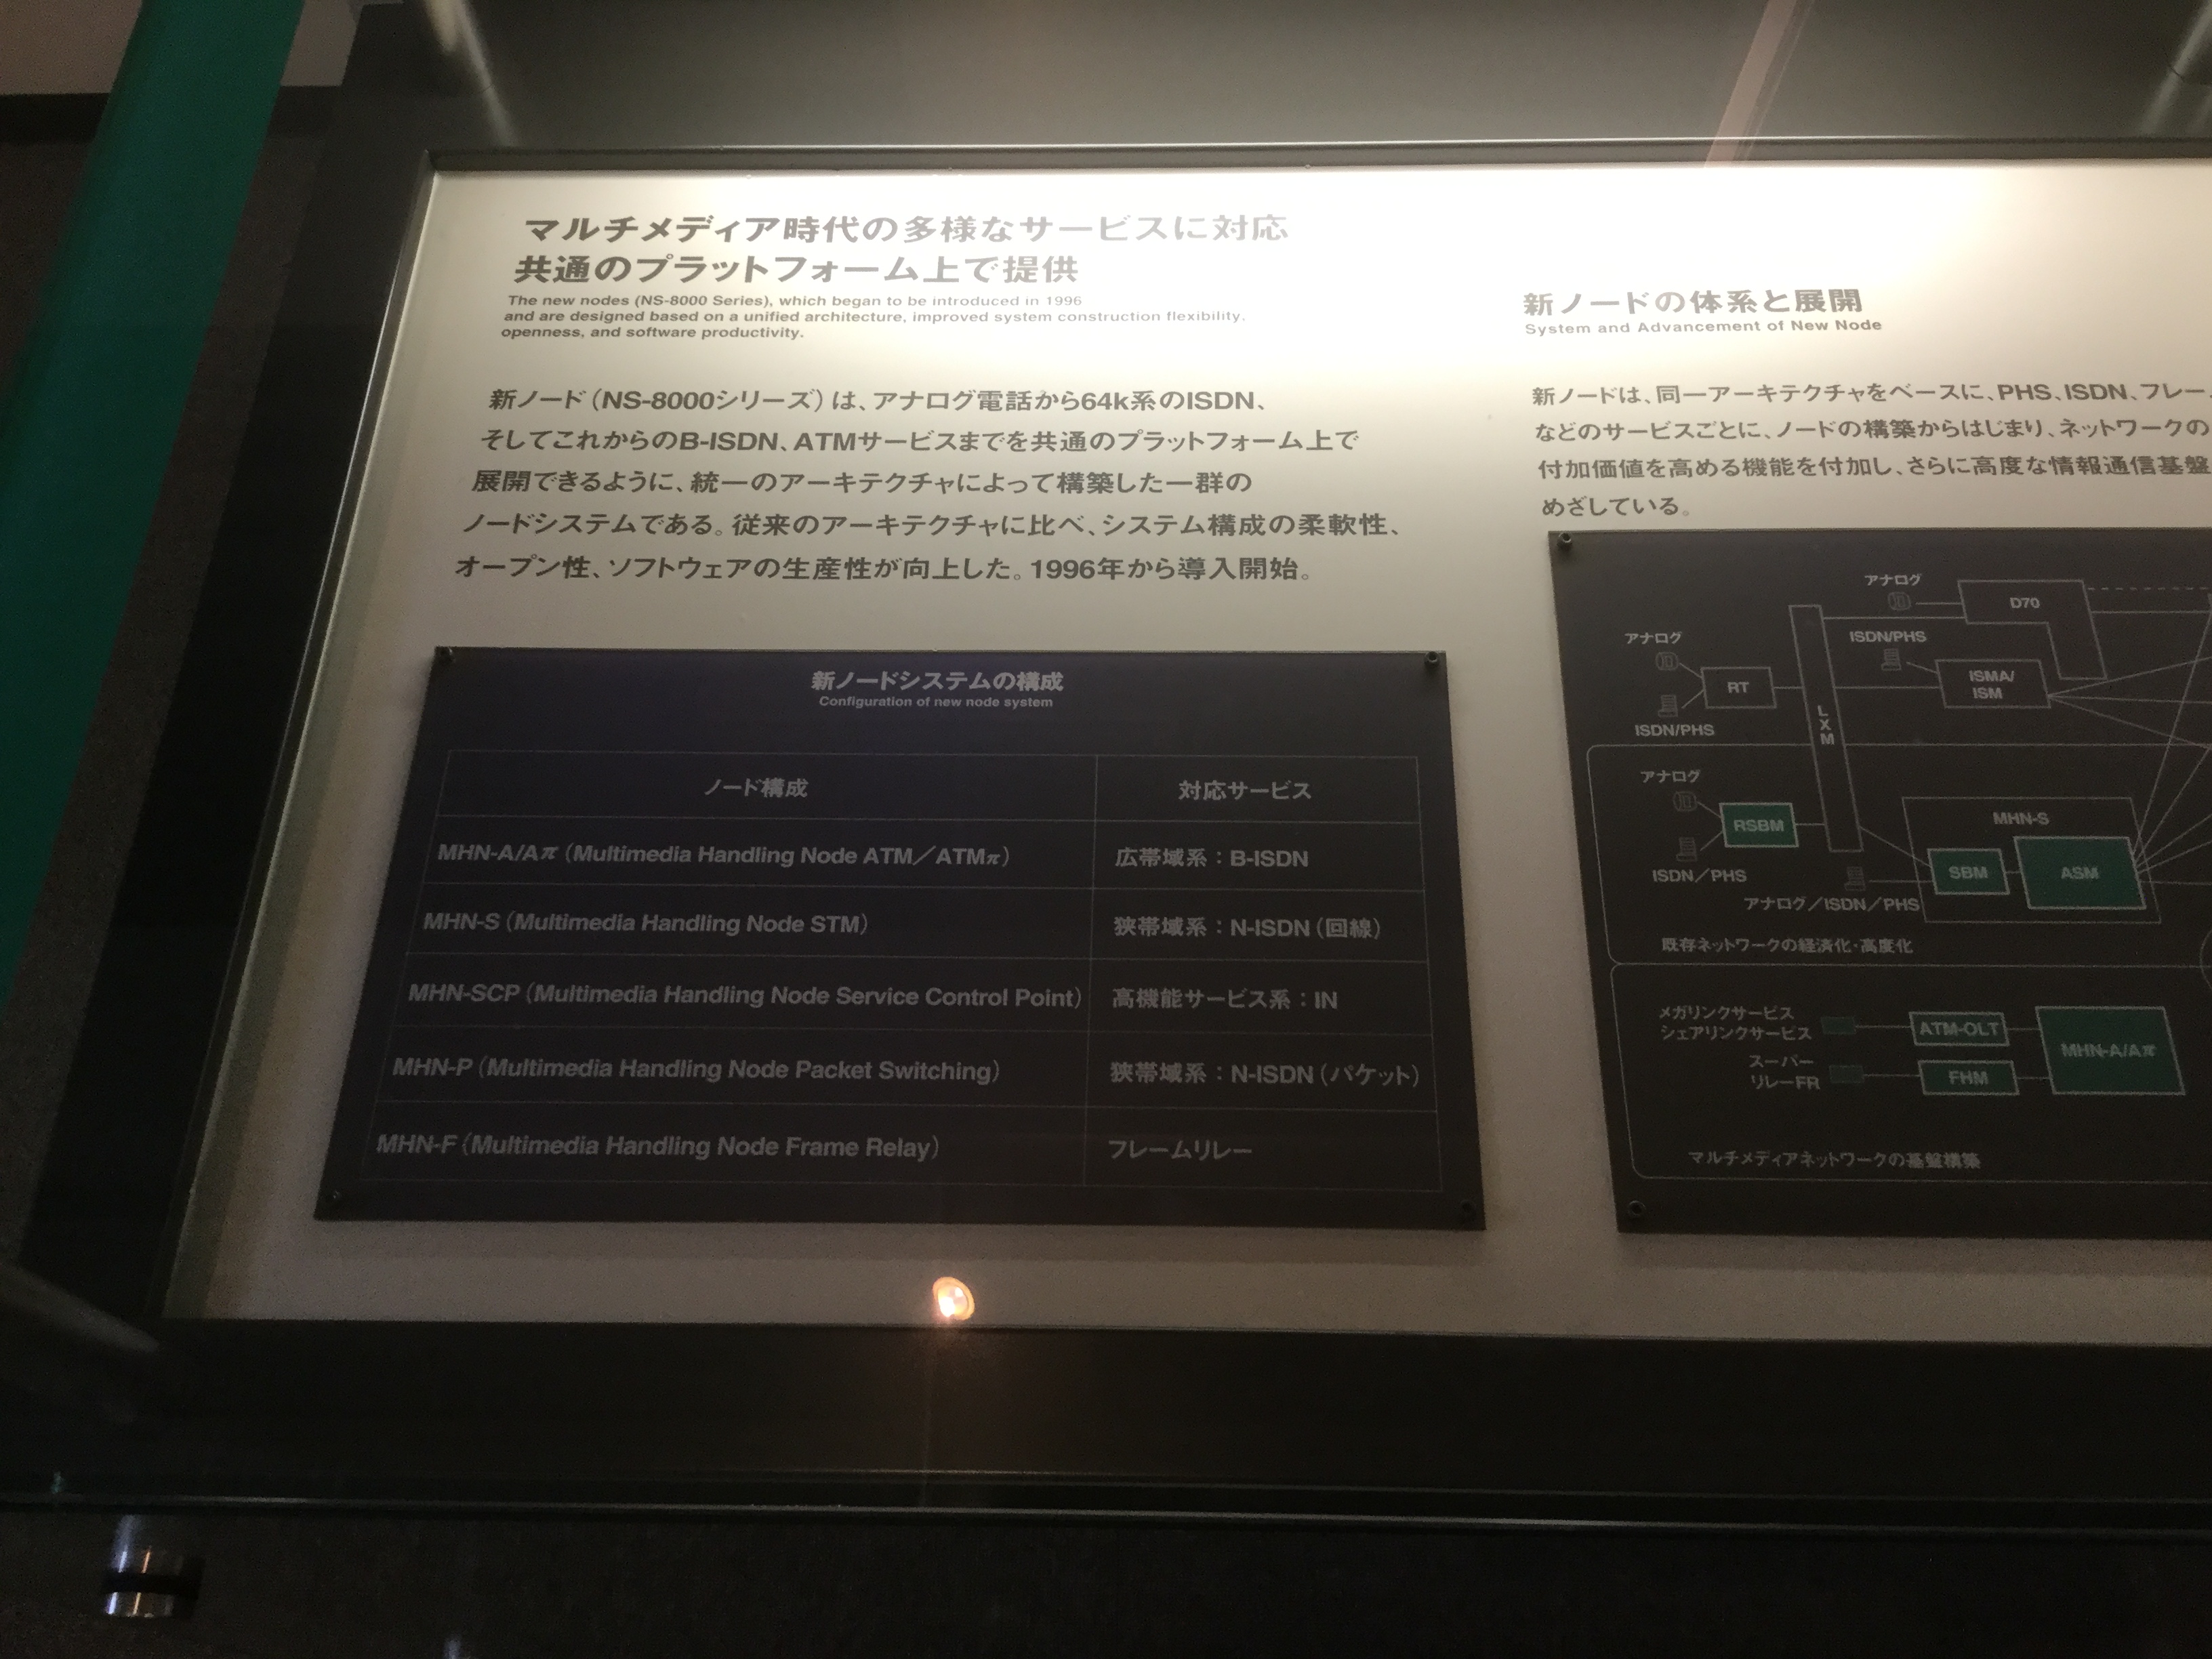 マルチメディア時代の多様なサービスに対応
共通のプラットフォーム上で提供
The new nodes (NS-8000 Series), which began to be introduced in 1996
and are designed based on a unified architecture, improved system construction flexibility.
openness, and software productivity.
新ノード（NS-8000シリーズ）は、アナログ電話から64k系のISDN、
そしてこれからのB-ISDN、ATMサービスまでを共通のプラットフォーム上で
展開できるように、統一のアーキテクチャによって構築した一群の
ノードシステムである。従来のアーキテクチャに比べ、システム構成の柔軟性、
オープン性、ソフトウェアの生産性が向上した。1996年から導入開始。
新ノードシステムの構成
Configuration of new node system
ノード構成 対応サービス
MHN-A/Aπ（Multimedia Handling Node ATM／ATMπ） 広帯域系：B-ISDN
MHN-S（Multimedia Handling Node STM） 狭帯域系：N-ISDN（回線）
MHN-SCP（Multimedia Handling Node Service Control Point） 高機能サービス系：IN
MHN-P（Multimedia Handling Node Packet Switching） 狭帯域系：N-ISDN（パケット）
MHN-F（Multimedia Handling Node Frame Relay） フレームリレー
新ノードの体系と展開
System and Advancement of New Node
新ノードは、同一アーキテクチャをベースに、PHS、ISDN、フレー
などのサービスごとに、ノードの構築からはじまり、ネットワークの
付加価値を高める機能を付加し、さらに高度な情報通信基盤
めざしている。
アナログ
D70
アナログ
ISDN/PHS
RT
ISMA/
ISM
ISDN/PHS
LXM
アナログ
RSBM
MHN-S
SBM
ASM
ISDN／PHS
アナログ／ISDN／PHS
既存ネットワークの経済化・高度化
メガリンクサービス
シェアリンクサービス
ATM-OLT
MHN-A/Aπ
スーパー
リレーFR
FHM
マルチメディアネットワークの基盤構築